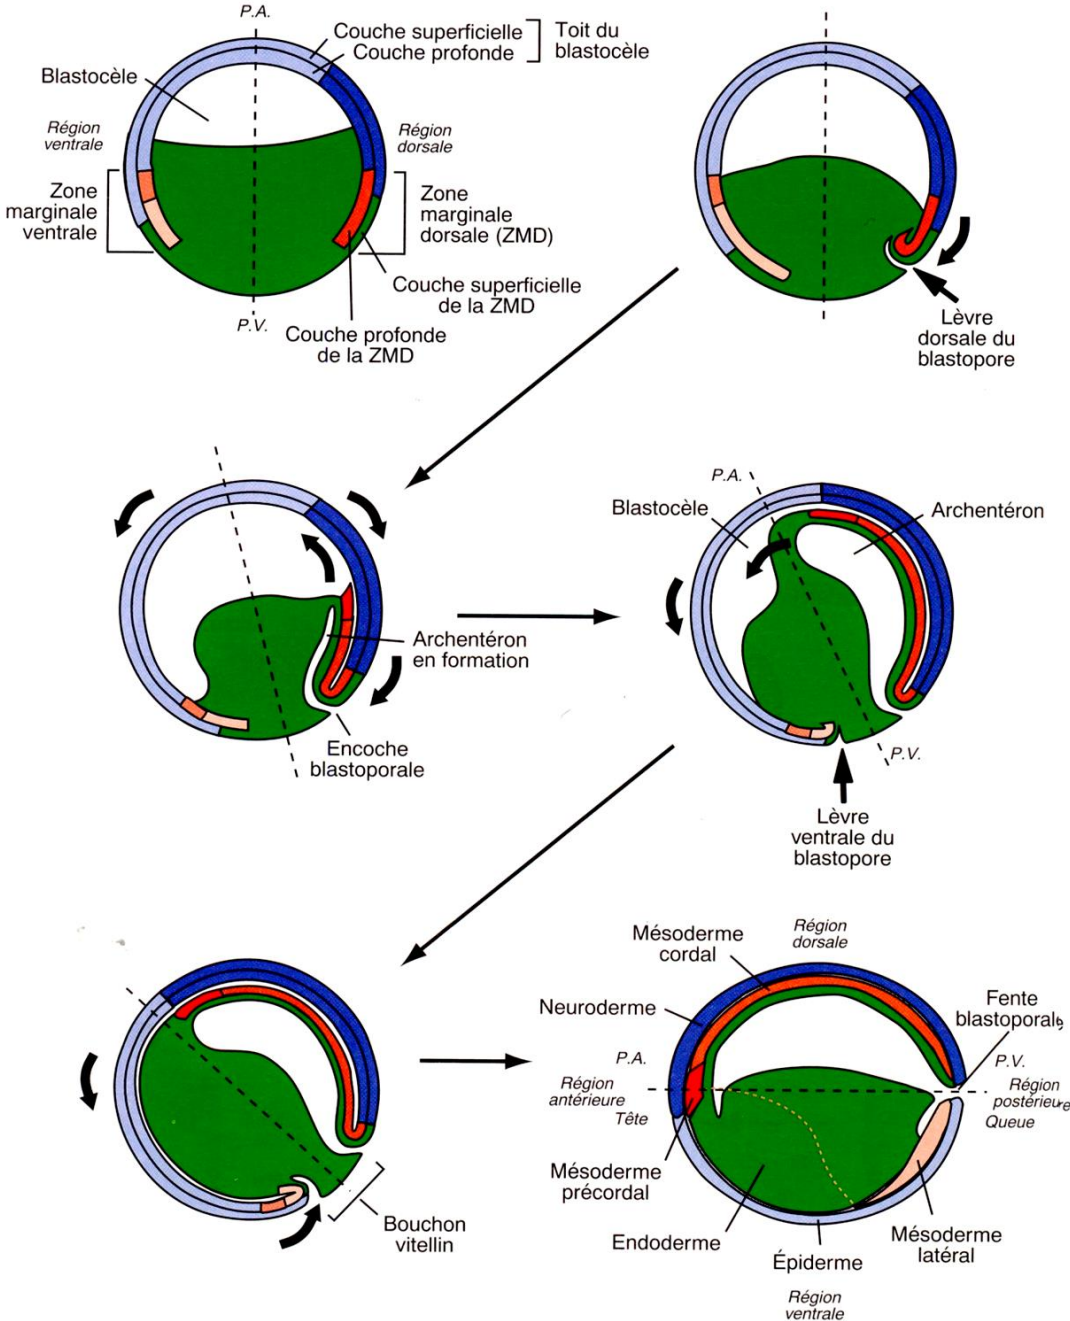 P.A.
Couche superficielle
Couche profonde
Toit du
blastocèle
Blastocèle
Région
ventrale
Région
dorsale
Zone
marginale
ventrale
Zone
marginale
dorsale (ZMD)
Couche superficielle
de la ZMD
P.V.
Couche profonde
de la ZMD
Lèvre
dorsale du
blastopore
P.A.
Blastocèle
Archentéron
Archentéron
en formation
Encoche
blastoporale
P.V.
Lèvre
ventrale du
blastopore
Bouchon
vitellin
Région
dorsale
Mésoderme
cordal
Neuroderme
Fente
blastoporale
P.A.
P.V.
Région
antérieure
Tête
Région
postérieure
Queue
Mésoderme
précordal
Endoderme
Épiderme
Mésoderme
latéral
Région
ventrale